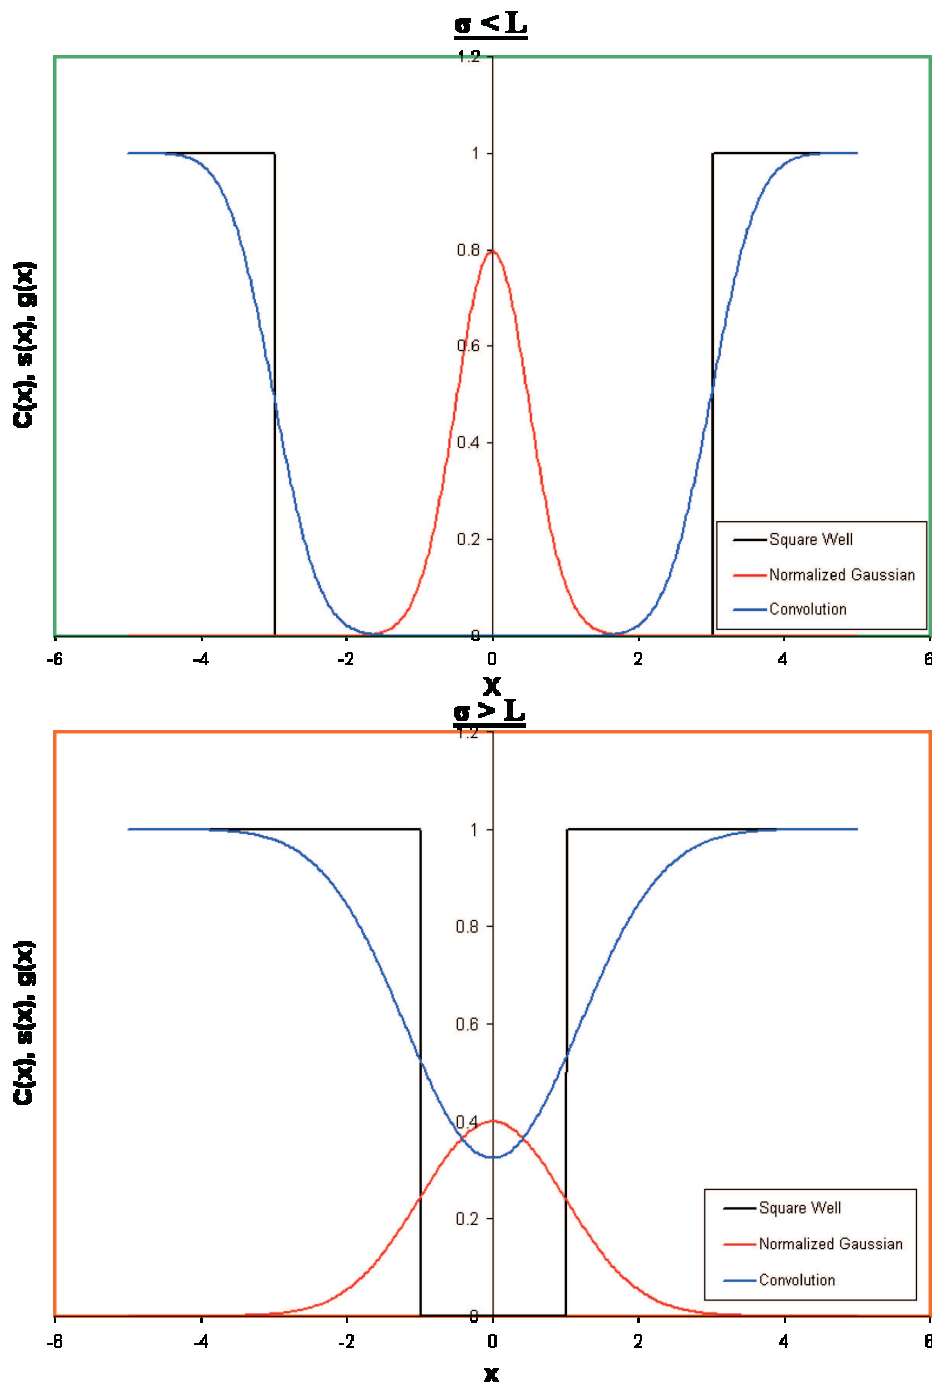 σ < L
1.2
1
0.8
0.6
0.4
0.2
0
-6 -4 -2 0 2 4 6
C(x), s(x), g(x)
Square Well
Normalized Gaussian
Convolution
X
σ > L
1.2
1
0.8
0.6
0.4
0.2
0
-6 -4 -2 0 2 4 6
C(x), s(x), g(x)
Square Well
Normalized Gaussian
Convolution
x